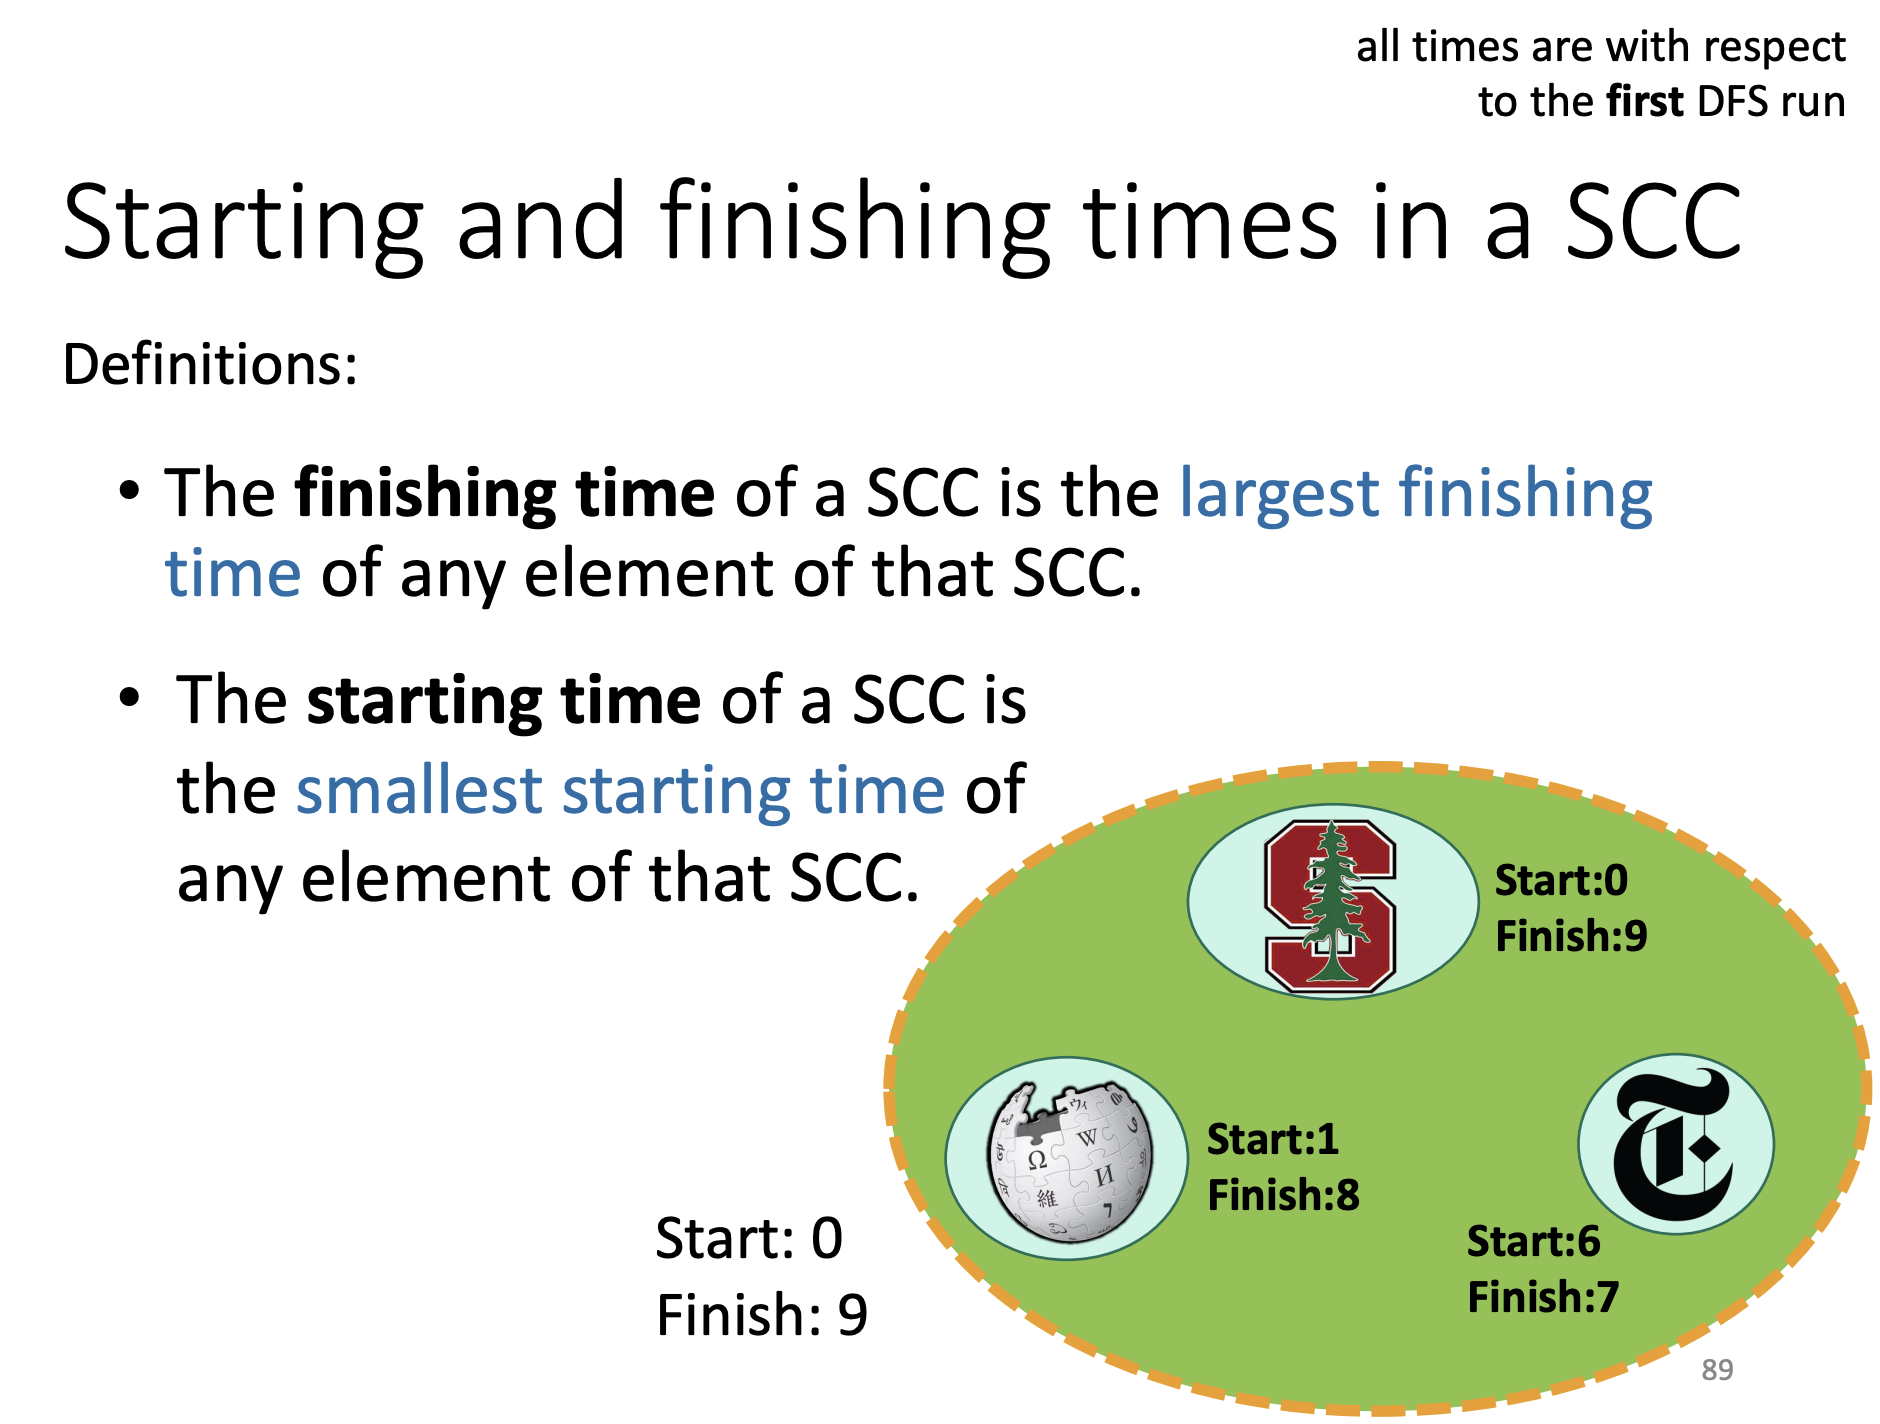 all times are with respect
to the first DFS run
Starting and finishing times in a SCC
Definitions:
• The finishing time of a SCC is the largest finishing
time of any element of that SCC.
• The starting time of a SCC is
the smallest starting time of
any element of that SCC.
Start:0
Finish:9
Ω
W
И
維
ウィ
Start:1
Finish:8
Start:6
Finish:7
Start: 0
Finish: 9
89